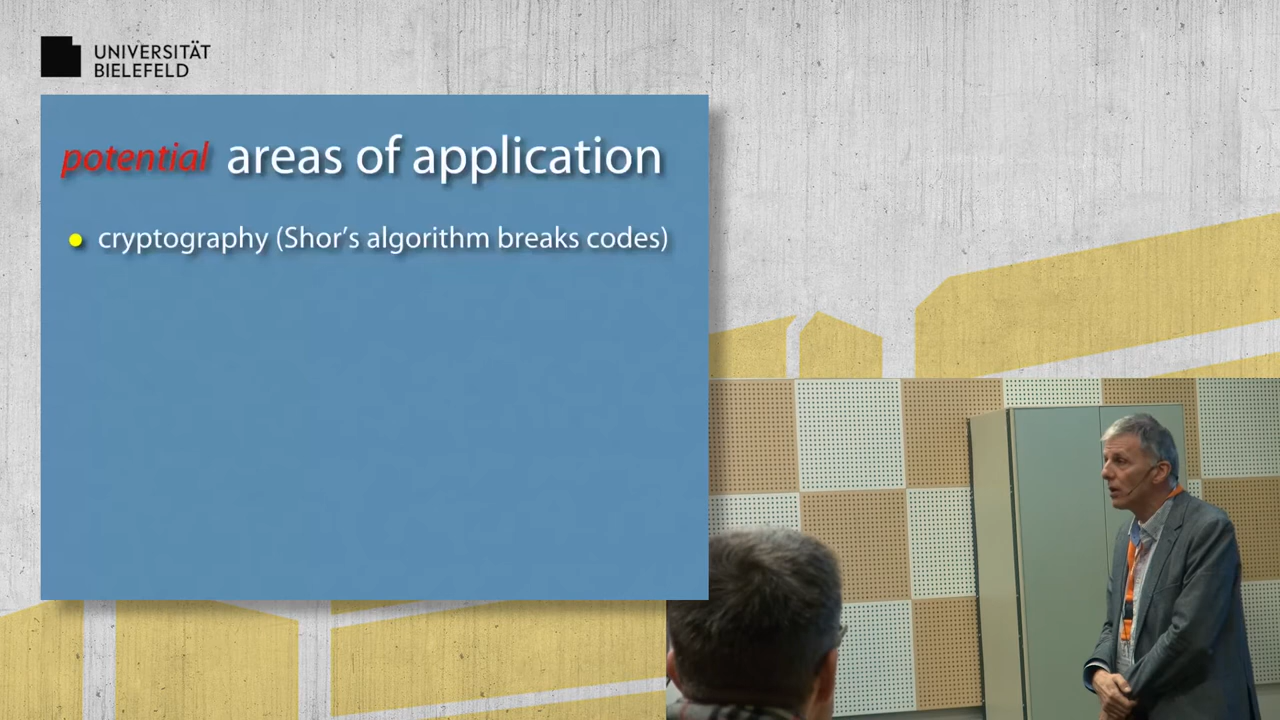 UNIVERSITÄT
BIELEFELD
potential areas of application
cryptography (Shor's algorithm breaks codes)